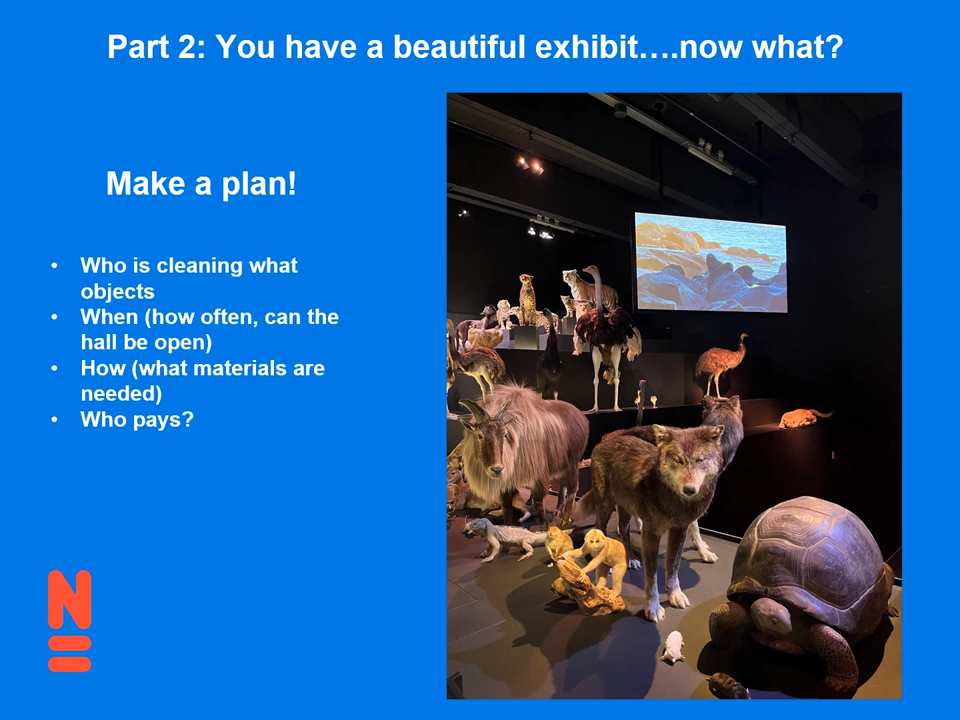 Part 2: You have a beautiful exhibit….now what?
Make a plan!
• Who is cleaning what
objects
• When (how often, can the
hall be open)
• How (what materials are
needed)
• Who pays?
N